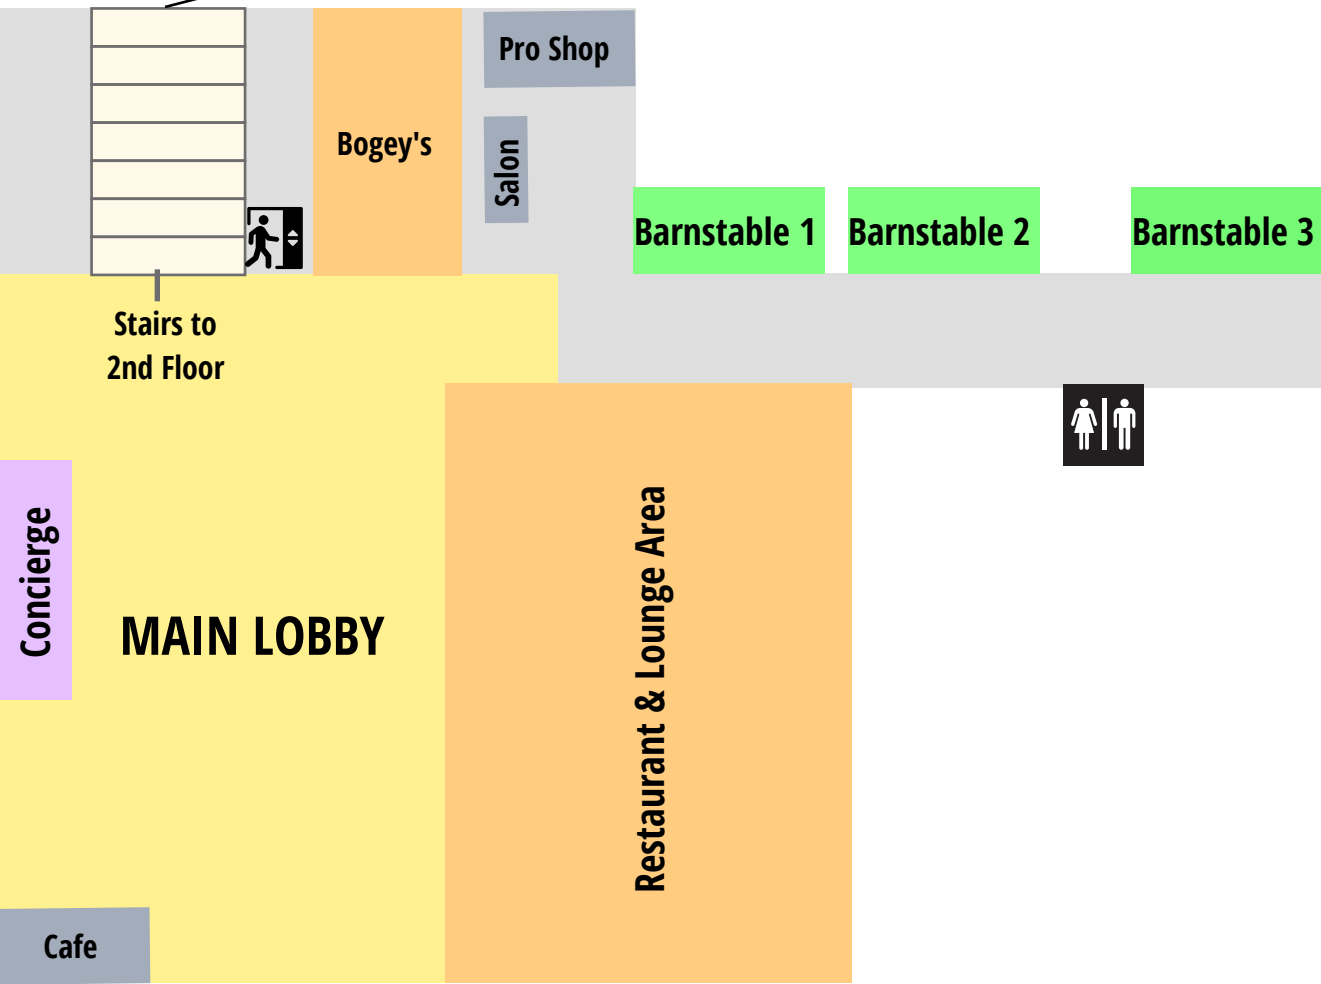 Pro Shop
Bogey's
Salon
Barnstable 1
Barnstable 2
Barnstable 3
Stairs to
2nd Floor
Concierge
MAIN LOBBY
Restaurant & Lounge Area
Cafe